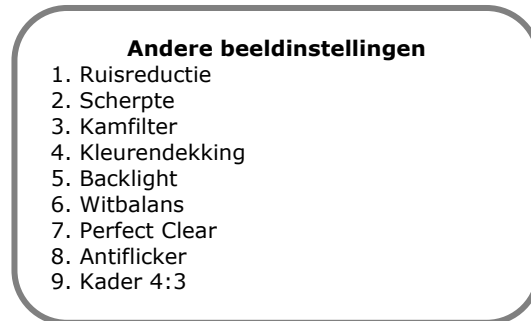 Andere beeldinstellingen
1. Ruisreductie
2. Scherpte
3. Kamfilter
4. Kleurendekking
5. Backlight
6. Witbalans
7. Perfect Clear
8. Antiflicker
9. Kader 4:3